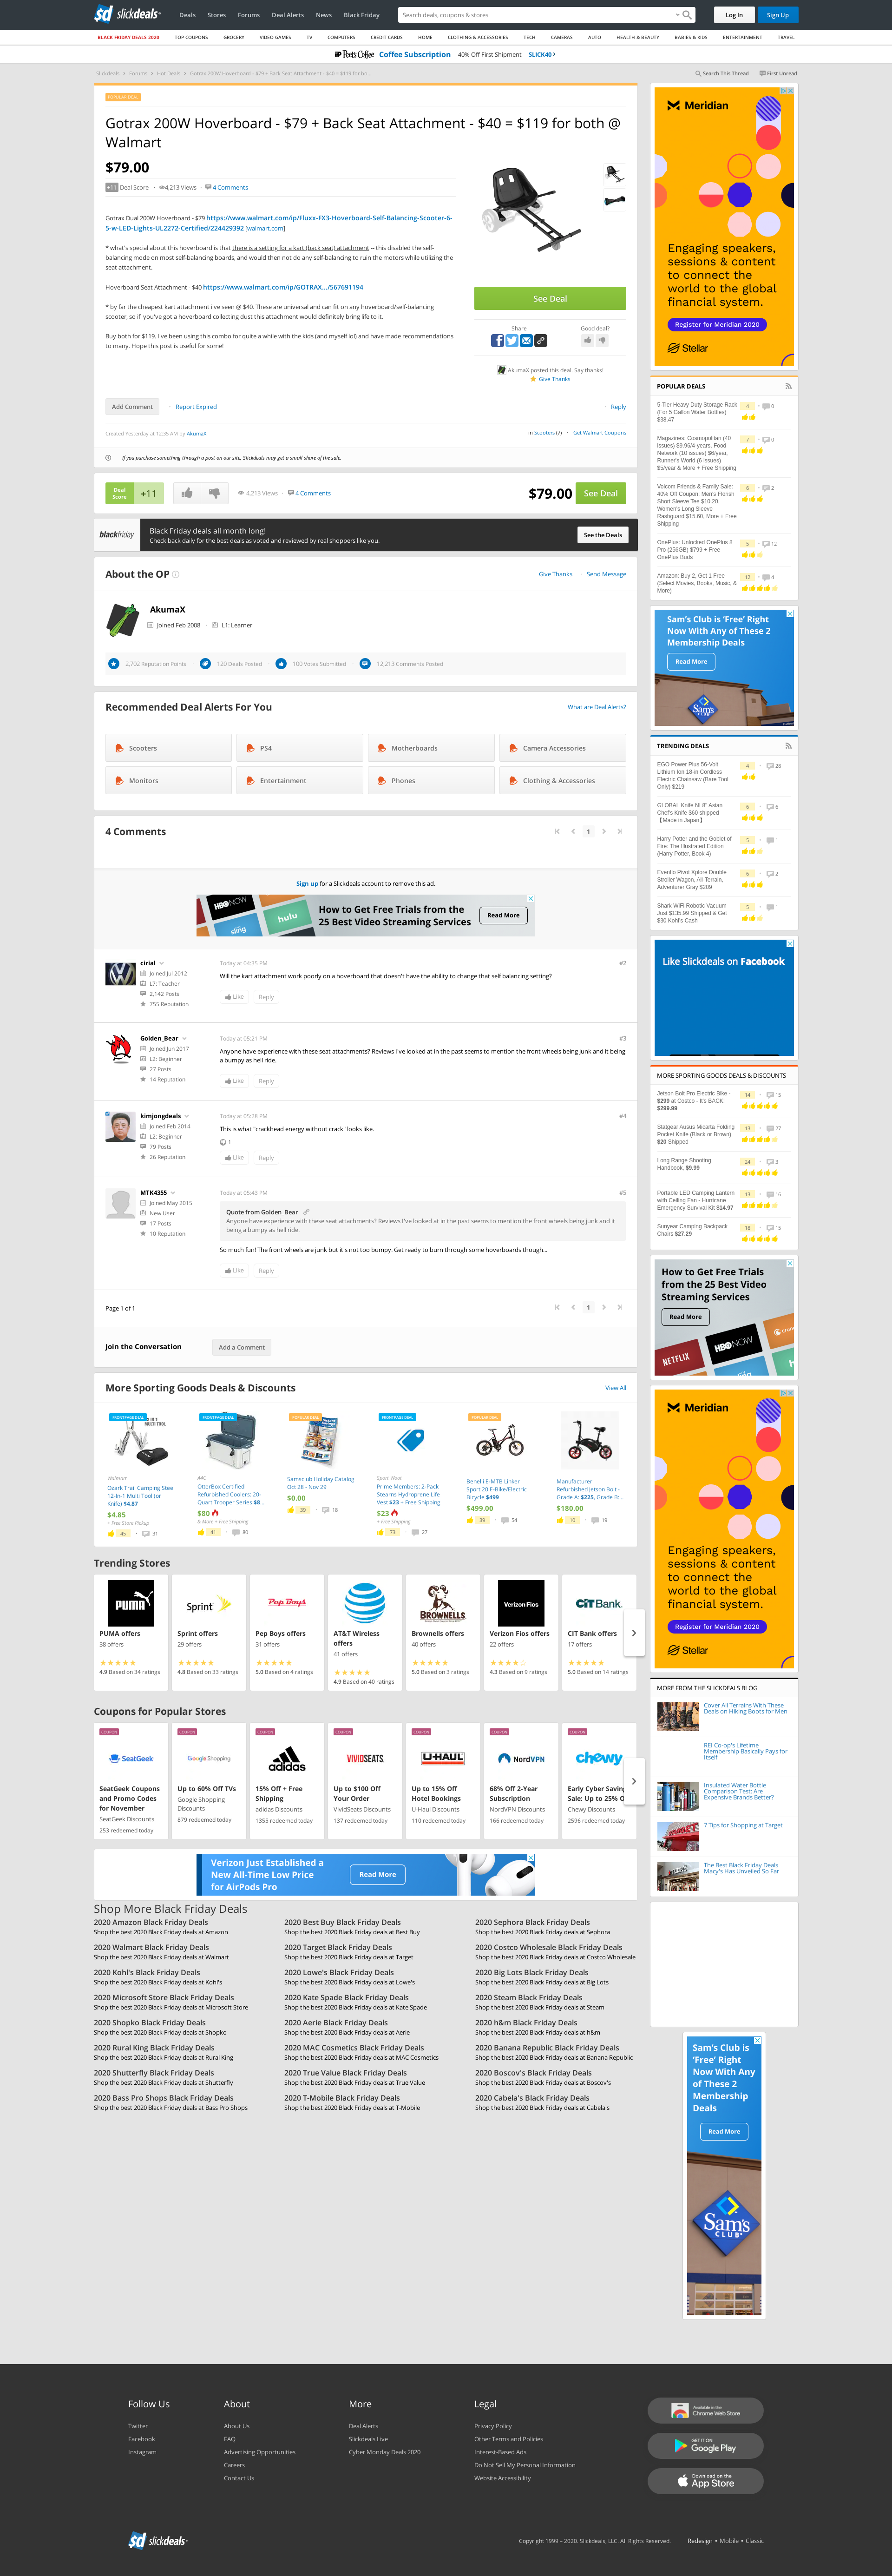 slickdeals
Deals
Stores
Forums
Deal Alerts
News
Black Friday
Search deals, coupons & stores
Log In
Sign Up
BLACK FRIDAY DEALS 2020
TOP COUPONS
GROCERY
VIDEO GAMES
TV
COMPUTERS
CREDIT CARDS
HOME
CLOTHING & ACCESSORIES
TECH
CAMERAS
AUTO
HEALTH & BEAUTY
BABIES & KIDS
ENTERTAINMENT
TRAVEL
Peet's Coffee Coffee Subscription 40% Off First Shipment SLICK40 ›
Slickdeals › Forums › Hot Deals › Gotrax 200W Hoverboard - $79 + Back Seat Attachment - $40 = $119 for bo...
Search This Thread
First Unread
POPULAR DEAL
Gotrax 200W Hoverboard - $79 + Back Seat Attachment - $40 = $119 for both @
Walmart
$79.00
+11 Deal Score • 4,213 Views • 4 Comments
Gotrax Dual 200W Hoverboard - $79 https://www.walmart.com/ip/Fluxx-FX3-Hoverboard-Self-Balancing-Scooter-6-
5-w-LED-Lights-UL2272-Certified/224429392 [walmart.com]
* what's special about this hoverboard is that there is a setting for a kart (back seat) attachment -- this disabled the self-
balancing mode on most self-balancing boards, and would then not do any self-balancing to to ruin the motors while utilizing the
seat attachment.
Hoverboard Seat Attachment - $40 https://www.walmart.com/ip/GOTRAX.../567691194
* by far the cheapest kart attachment i've seen @ $40. These are universal and can fit on any hoverboard/self-balancing
scooter, so if you've got a hoverboard collecting dust this attachment would definitely bring life to it.
Buy both for $119. I've been using this combo for quite a while with the kids (and myself lol) and have made recommendations
to many. Hope this post is useful for some!
See Deal
Share
Good deal?
AkumaX posted this deal. Say thanks!
Give Thanks
Add Comment
• Report Expired
• Reply
Created Yesterday at 12:35 AM by AkumaX
in Scooters (7) • Get Walmart Coupons
If you purchase something through a post on our site, Slickdeals may get a small share of the sale.
Deal
Score
+11
4,213 Views • 4 Comments
$79.00
See Deal
blackfriday
Black Friday deals all month long!
Check back daily for the best deals as voted and reviewed by real shoppers like you.
See the Deals
About the OP
Give Thanks • Send Message
AkumaX
Joined Feb 2008 • L1: Learner
2,702 Reputation Points
120 Deals Posted
100 Votes Submitted
12,213 Comments Posted
Recommended Deal Alerts For You
What are Deal Alerts?
Scooters
PS4
Motherboards
Camera Accessories
Monitors
Entertainment
Phones
Clothing & Accessories
4 Comments
1
Sign up for a Slickdeals account to remove this ad.
HBO NOW
sling
hulu
How to Get Free Trials from the
25 Best Video Streaming Services
Read More
cirial
Joined Jul 2012
L7: Teacher
2,142 Posts
755 Reputation
Today at 04:35 PM
#2
Will the kart attachment work poorly on a hoverboard that doesn't have the ability to change that self balancing setting?
Like
Reply
Golden_Bear
Joined Jun 2017
L2: Beginner
27 Posts
14 Reputation
Today at 05:21 PM
#3
Anyone have experience with these seat attachments? Reviews I've looked at in the past seems to mention the front wheels being junk and it being
a bumpy as hell ride.
Like
Reply
kimjongdeals
Joined Feb 2014
L2: Beginner
79 Posts
26 Reputation
Today at 05:28 PM
#4
This is what "crackhead energy without crack" looks like.
1
Like
Reply
MTK4355
Joined May 2015
New User
17 Posts
10 Reputation
Today at 05:43 PM
#5
Quote from Golden_Bear
Anyone have experience with these seat attachments? Reviews I've looked at in the past seems to mention the front wheels being junk and it
being a bumpy as hell ride.
So much fun! The front wheels are junk but it's not too bumpy. Get ready to burn through some hoverboards though...
Like
Reply
Page 1 of 1
1
Join the Conversation
Add a Comment
More Sporting Goods Deals & Discounts
View All
FRONTPAGE DEAL
Walmart
Ozark Trail Camping Steel
12-In-1 Multi Tool (or
Knife) $4.87
$4.85
+ Free Store Pickup
45 • 31
FRONTPAGE DEAL
A4C
OtterBox Certified
Refurbished Coolers: 20-
Quart Trooper Series $8...
$80
& More + Free Shipping
41 • 80
POPULAR DEAL
Samsclub Holiday Catalog
Oct 28 - Nov 29
$0.00
39 • 18
FRONTPAGE DEAL
Sport Wasst
Prime Members: 2-Pack
Stearns Hydroprene Life
Vest $23 + Free Shipping
$23
+ Free Shipping
73 • 27
POPULAR DEAL
Benelli E-MTB Linker
Sport 20 E-Bike/Electric
Bicycle $499
$499.00
39 • 54
Manufacturer
Refurbished Jetson Bolt -
Grade A: $225, Grade B:...
$180.00
10 • 19
Trending Stores
PUMA
PUMA offers
38 offers
4.9 Based on 34 ratings
Sprint
Sprint offers
29 offers
4.8 Based on 33 ratings
Pep Boys
Pep Boys offers
31 offers
5.0 Based on 4 ratings
AT&T
AT&T Wireless
offers
41 offers
4.9 Based on 40 ratings
BROWNELLS
Brownells offers
40 offers
5.0 Based on 3 ratings
Verizon Fios
Verizon Fios offers
22 offers
4.3 Based on 9 ratings
CIT Bank
CIT Bank offers
17 offers
5.0 Based on 14 ratings
Coupons for Popular Stores
COUPON
SeatGeek
SeatGeek Coupons
and Promo Codes
for November
SeatGeek Discounts
253 redeemed today
COUPON
Google Shopping
Up to 60% Off TVs
Google Shopping
Discounts
879 redeemed today
COUPON
adidas
15% Off + Free
Shipping
adidas Discounts
1355 redeemed today
COUPON
VIVIDSEATS
Up to $100 Off
Your Order
VividSeats Discounts
137 redeemed today
COUPON
U-HAUL
Up to 15% Off
Hotel Bookings
U-Haul Discounts
110 redeemed today
COUPON
NordVPN
68% Off 2-Year
Subscription
NordVPN Discounts
166 redeemed today
COUPON
chewy
Early Cyber Saving
Sale: Up to 25% O
Chewy Discounts
2596 redeemed today
Verizon Just Established a
New All-Time Low Price
for AirPods Pro
Read More
Shop More Black Friday Deals
2020 Amazon Black Friday Deals
Shop the best 2020 Black Friday deals at Amazon
2020 Best Buy Black Friday Deals
Shop the best 2020 Black Friday deals at Best Buy
2020 Sephora Black Friday Deals
Shop the best 2020 Black Friday deals at Sephora
2020 Walmart Black Friday Deals
Shop the best 2020 Black Friday deals at Walmart
2020 Target Black Friday Deals
Shop the best 2020 Black Friday deals at Target
2020 Costco Wholesale Black Friday Deals
Shop the best 2020 Black Friday deals at Costco Wholesale
2020 Kohl's Black Friday Deals
Shop the best 2020 Black Friday deals at Kohl's
2020 Lowe's Black Friday Deals
Shop the best 2020 Black Friday deals at Lowe's
2020 Big Lots Black Friday Deals
Shop the best 2020 Black Friday deals at Big Lots
2020 Microsoft Store Black Friday Deals
Shop the best 2020 Black Friday deals at Microsoft Store
2020 Kate Spade Black Friday Deals
Shop the best 2020 Black Friday deals at Kate Spade
2020 Steam Black Friday Deals
Shop the best 2020 Black Friday deals at Steam
2020 Shopko Black Friday Deals
Shop the best 2020 Black Friday deals at Shopko
2020 Aerie Black Friday Deals
Shop the best 2020 Black Friday deals at Aerie
2020 h&m Black Friday Deals
Shop the best 2020 Black Friday deals at h&m
2020 Rural King Black Friday Deals
Shop the best 2020 Black Friday deals at Rural King
2020 MAC Cosmetics Black Friday Deals
Shop the best 2020 Black Friday deals at MAC Cosmetics
2020 Banana Republic Black Friday Deals
Shop the best 2020 Black Friday deals at Banana Republic
2020 Shutterfly Black Friday Deals
Shop the best 2020 Black Friday deals at Shutterfly
2020 True Value Black Friday Deals
Shop the best 2020 Black Friday deals at True Value
2020 Boscov's Black Friday Deals
Shop the best 2020 Black Friday deals at Boscov's
2020 Bass Pro Shops Black Friday Deals
Shop the best 2020 Black Friday deals at Bass Pro Shops
2020 T-Mobile Black Friday Deals
Shop the best 2020 Black Friday deals at T-Mobile
2020 Cabela's Black Friday Deals
Shop the best 2020 Black Friday deals at Cabela's
Meridian
Engaging speakers,
sessions & content
to connect the
world to the global
financial system.
Register for Meridian 2020
Stellar
POPULAR DEALS
5-Tier Heavy Duty Storage Rack
(For 5 Gallon Water Bottles)
$38.47
4 • 0
Magazines: Cosmopolitan (40
issues) $9.96/4-years, Food
Network (10 issues) $6/year,
Runner's World (6 issues)
$5/year & More + Free Shipping
7 • 0
Volcom Friends & Family Sale:
40% Off Coupon: Men's Florish
Short Sleeve Tee $10.20,
Women's Long Sleeve
Rashguard $15.60, More + Free
Shipping
6 • 2
OnePlus: Unlocked OnePlus 8
Pro (256GB) $799 + Free
OnePlus Buds
5 • 12
Amazon: Buy 2, Get 1 Free
(Select Movies, Books, Music, &
More)
12 • 4
Sam's Club is 'Free' Right
Now With Any of These 2
Membership Deals
Read More
Sam's
TRENDING DEALS
EGO Power Plus 56-Volt
Lithium Ion 18-in Cordless
Electric Chainsaw (Bare Tool
Only) $219
4 • 28
GLOBAL Knife NI 8" Asian
Chef's Knife $60 shipped
【Made in Japan】
6 • 6
Harry Potter and the Goblet of
Fire: The Illustrated Edition
(Harry Potter, Book 4)
5 • 1
Evenflo Pivot Xplore Double
Stroller Wagon, All-Terrain,
Adventurer Gray $209
6 • 2
Shark WiFi Robotic Vacuum
Just $135.99 Shipped & Get
$30 Kohl's Cash
5 • 1
Like Slickdeals on Facebook
MORE SPORTING GOODS DEALS & DISCOUNTS
Jetson Bolt Pro Electric Bike -
$299 at Costco - It's BACK!
$299.99
14 • 15
Statgear Ausus Micarta Folding
Pocket Knife (Black or Brown)
$20 Shipped
13 • 27
Long Range Shooting
Handbook, $9.99
24 • 3
Portable LED Camping Lantern
with Ceiling Fan - Hurricane
Emergency Survival Kit $14.97
13 • 16
Sunyear Camping Backpack
Chairs $27.29
18 • 15
How to Get Free Trials
from the 25 Best Video
Streaming Services
Read More
NETFLIX
HBO NOW
Meridian
Engaging speakers,
sessions & content
to connect the
world to the global
financial system.
Register for Meridian 2020
Stellar
MORE FROM THE SLICKDEALS BLOG
Cover All Terrains With These
Deals on Hiking Boots for Men
REI Co-op's Lifetime
Membership Basically Pays for
Itself
Insulated Water Bottle
Comparison Test: Are
Expensive Brands Better?
TARGET
7 Tips for Shopping at Target
The Best Black Friday Deals
Macy's Has Unveiled So Far
Sam's Club is
'Free' Right
Now With Any
of These 2
Membership
Deals
Read More
Sam's
CLUB
Follow Us
Twitter
Facebook
Instagram
About
About Us
FAQ
Advertising Opportunities
Careers
Contact Us
More
Deal Alerts
Slickdeals Live
Cyber Monday Deals 2020
Legal
Privacy Policy
Other Terms and Policies
Interest-Based Ads
Do Not Sell My Personal Information
Website Accessibility
Available in the
Chrome Web Store
GET IT ON
Google Play
Download on the
App Store
slickdeals
Copyright 1999 - 2020. Slickdeals, LLC. All Rights Reserved.
Redesign • Mobile • Classic